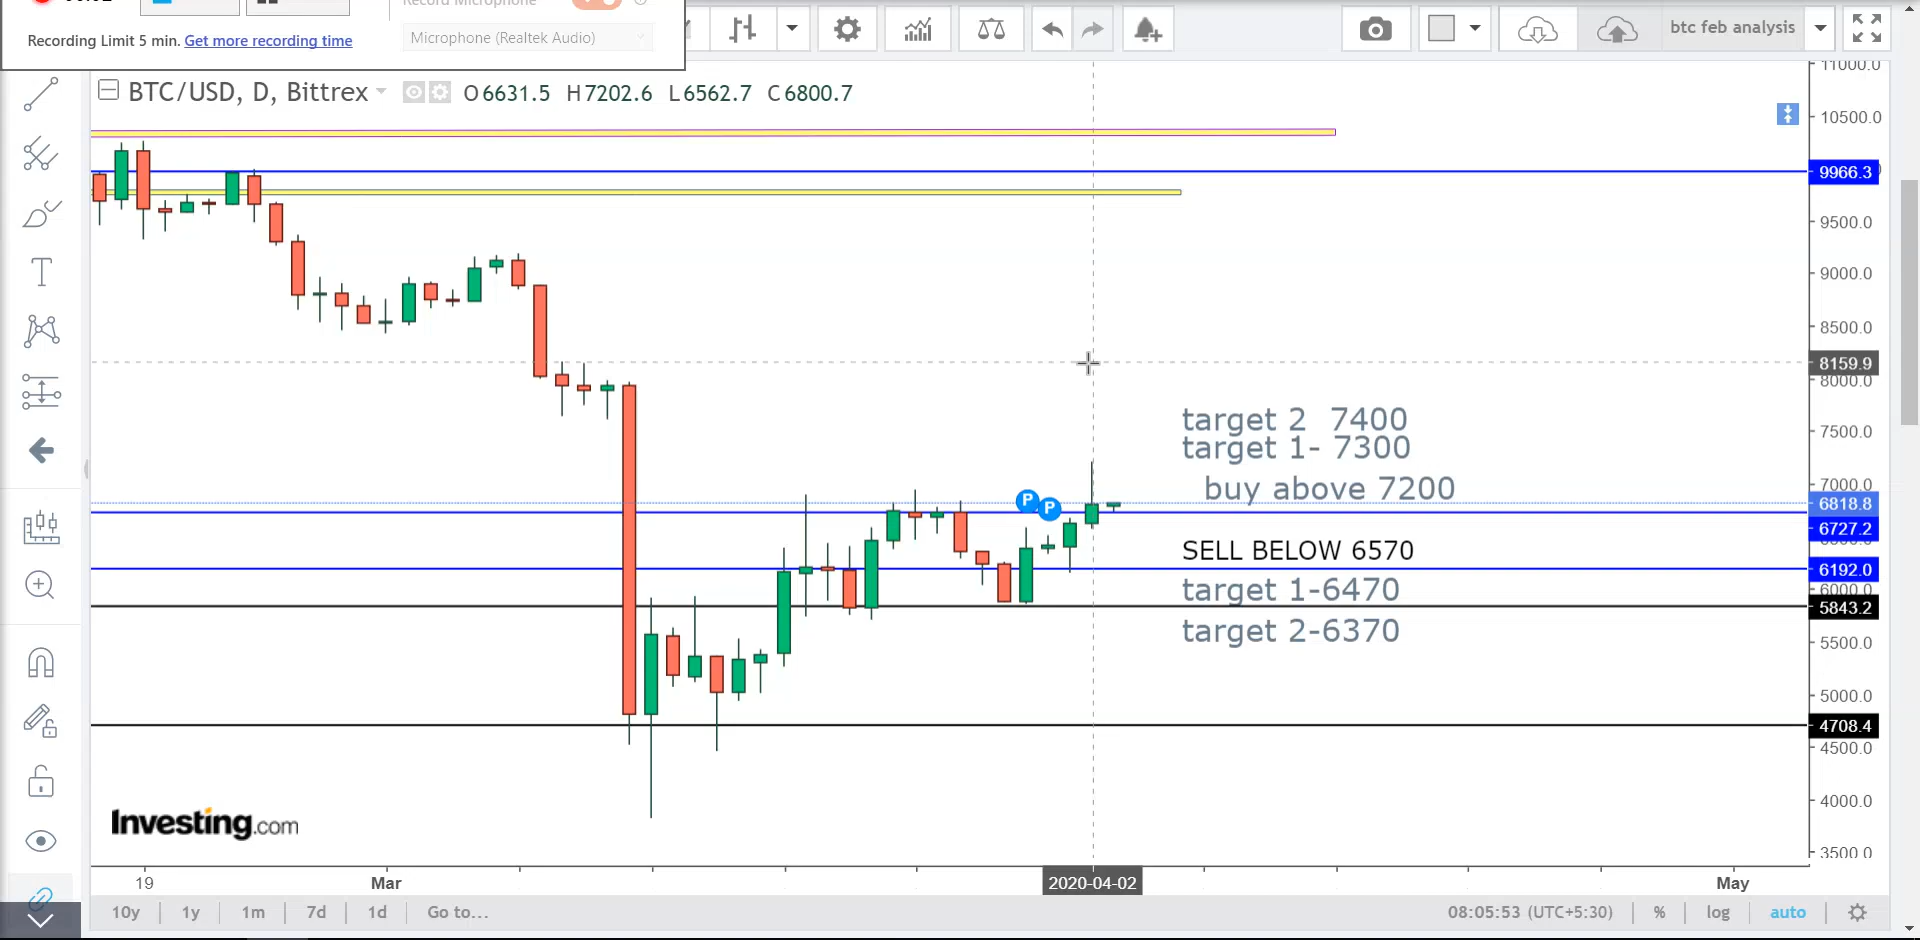 Recording Limit 5 min. Get more recording time
Microphone (Realtek Audio)
btc feb analysis
BTC/USD, D, Bittrex O6631.5 H7202.6 L6562.7 C6800.7
11000.0
10500.0
9966.3
9500.0
9000.0
8500.0
8159.9
8000.0
target 2 7400
7500.0
target 1- 7300
7000.0
buy above 7200
6818.8
6727.2
SELL BELOW 6570
6192.0
target 1-6470
6000.0
5843.2
target 2-6370
5500.0
5000.0
4708.4
4500.0
4000.0
Investing.com
3500.0
19 Mar 2020-04-02 May
10y 1y 1m 7d 1d Go to... 08:05:53 (UTC+5:30) % log auto
P
P